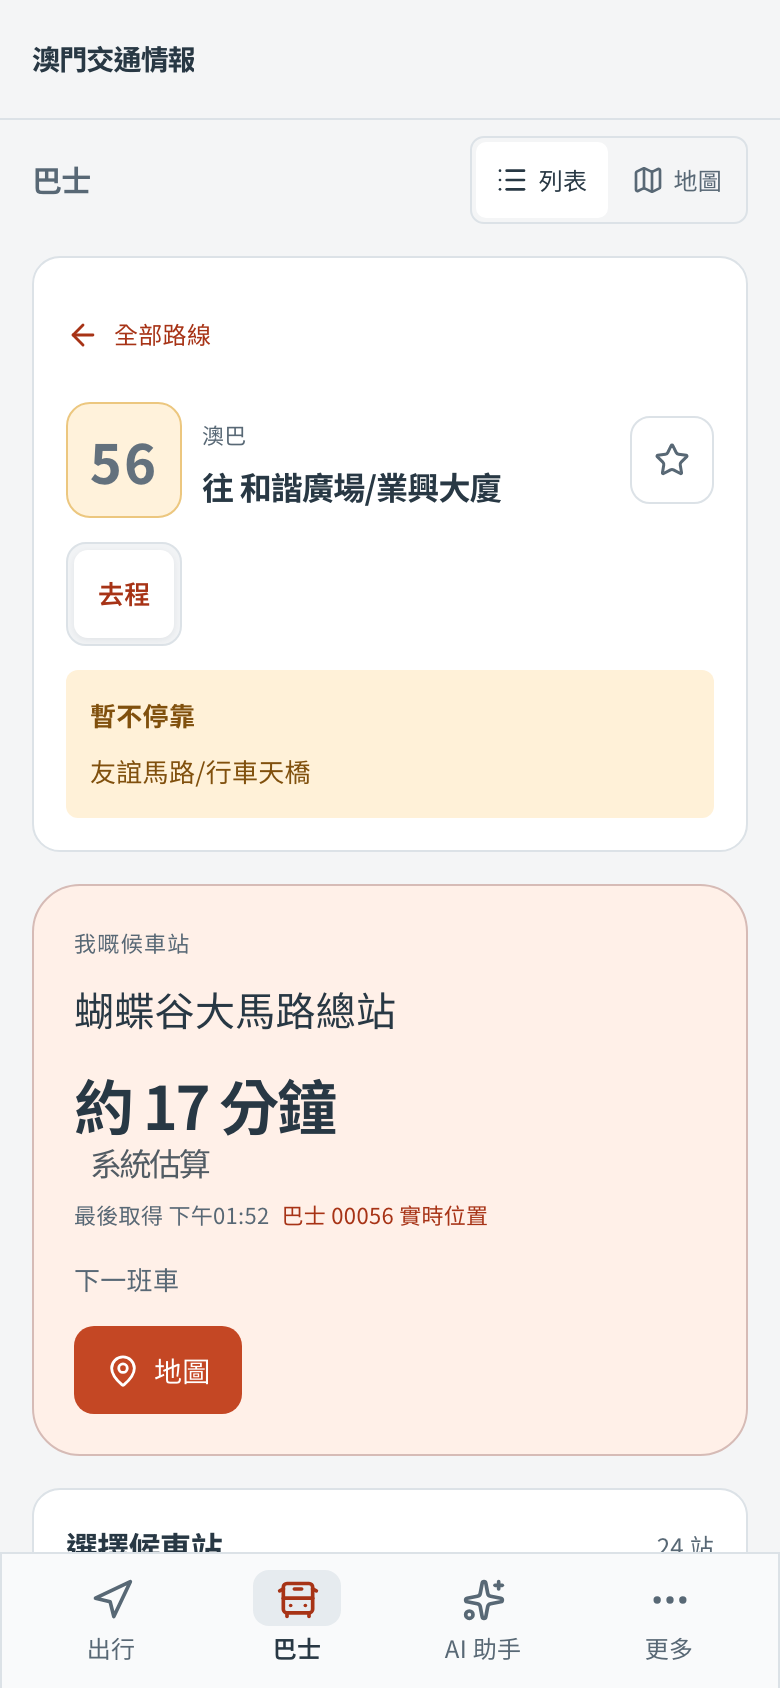 澳門交通情報
巴士
列表
地圖
全部路線
56
澳巴
往 和諧廣場/業興大廈
去程
暫不停靠
友誼馬路/行車天橋
我嘅候車站
蝴蝶谷大馬路總站
約 17 分鐘
系統估算
最後取得 下午01:52 巴士 00056 實時位置
下一班車
地圖
選擇候車站
24 站
出行
巴士
AI 助手
更多